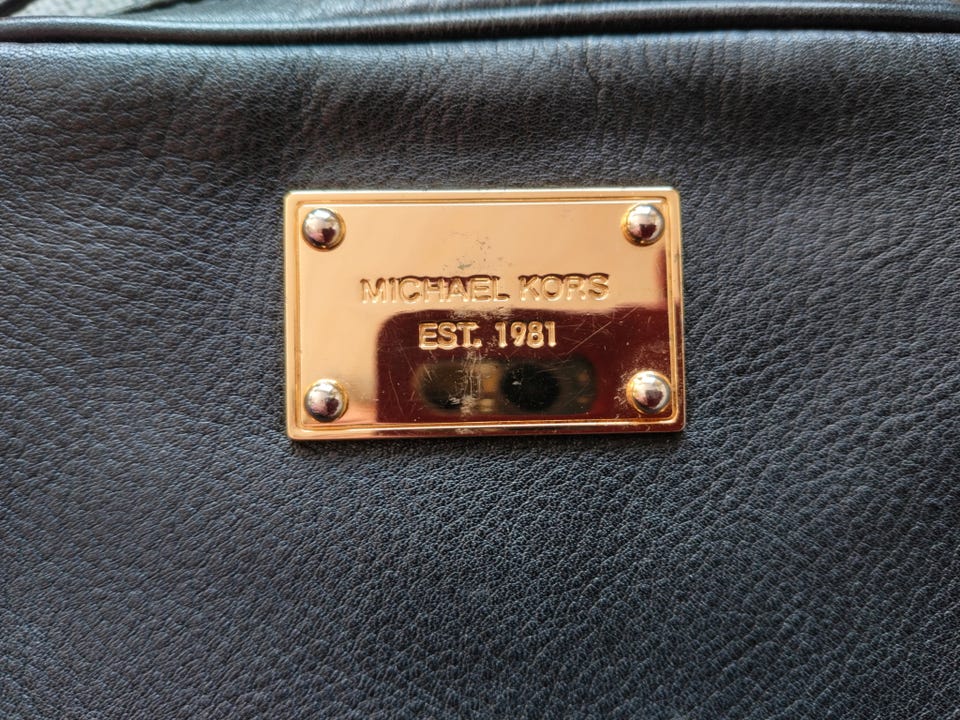 MICHAEL KORS
EST. 1981